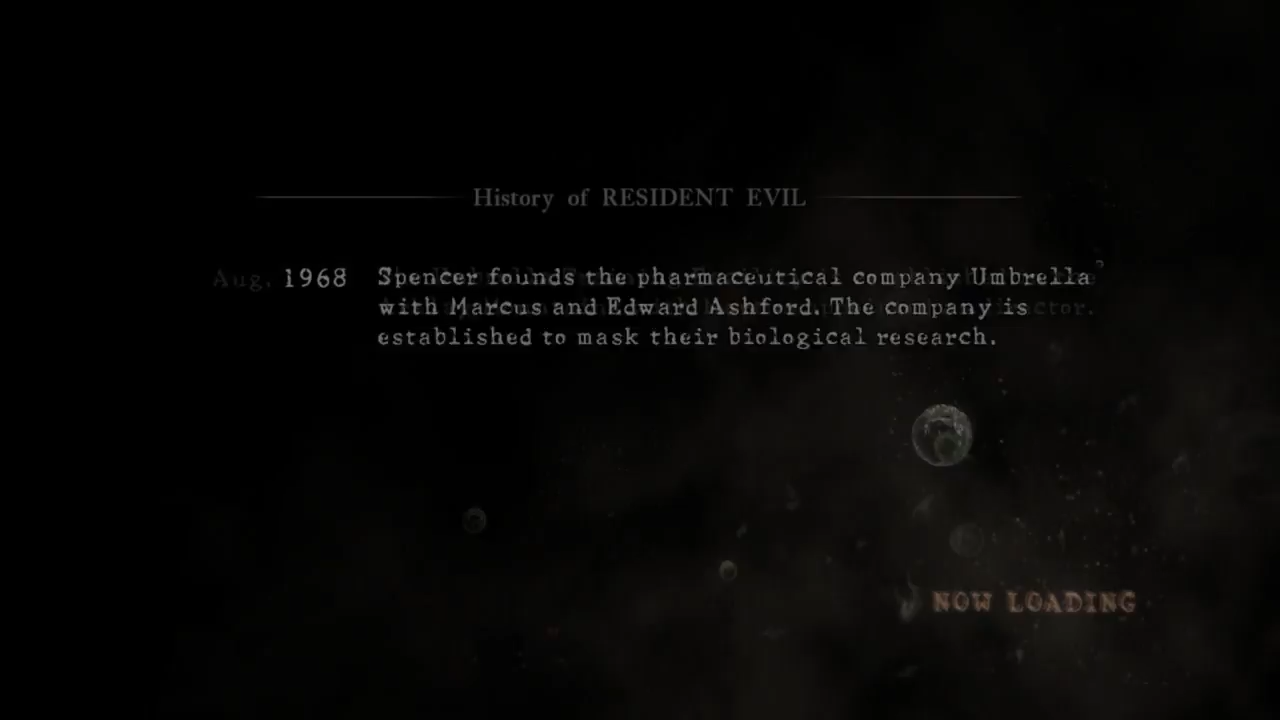 History of RESIDENT EVIL
Aug. 1968 Spencer founds the pharmaceutical company Umbrella
with Marcus and Edward Ashford. The company is
established to mask their biological research.
NOW LOADING